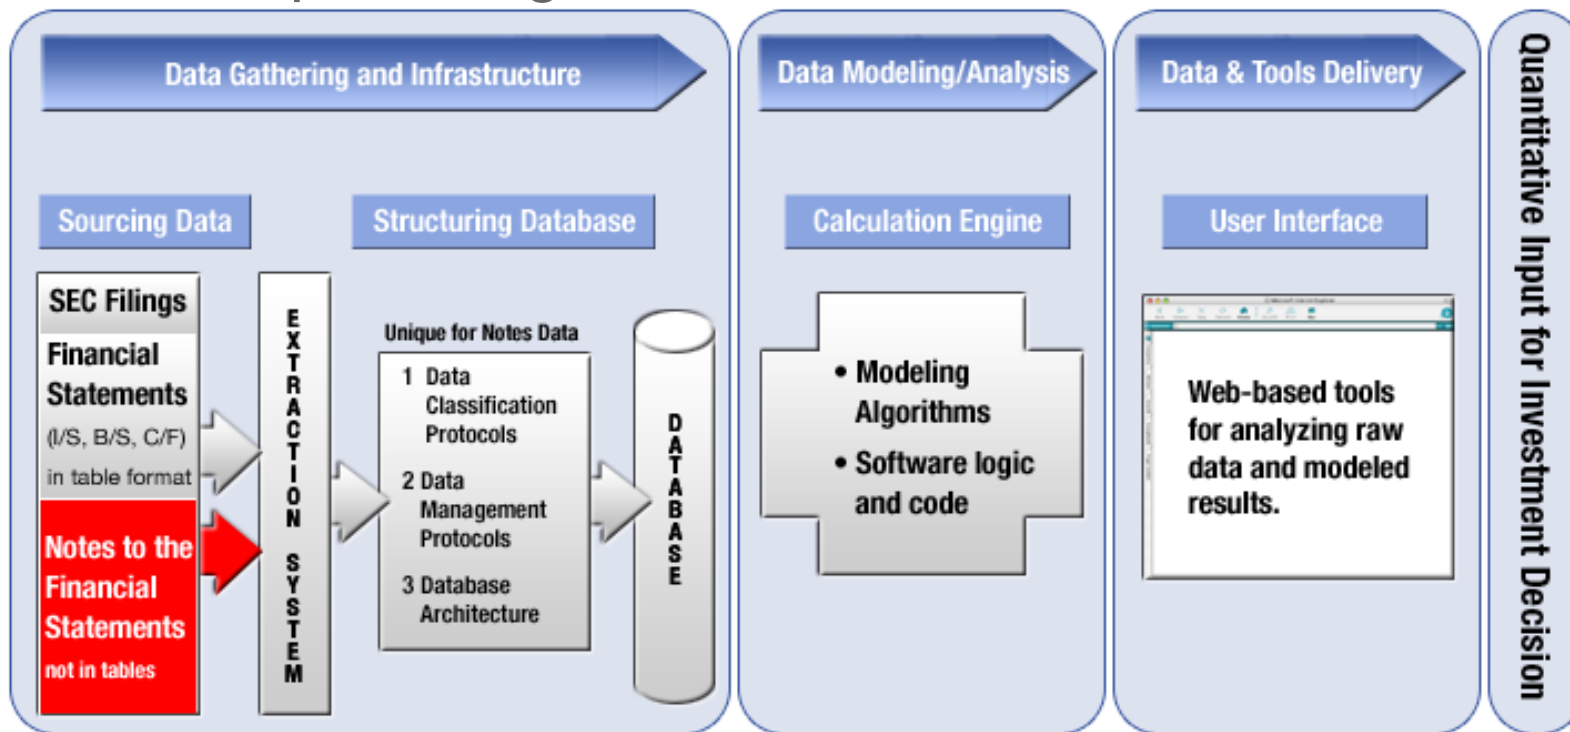 Data Gathering and Infrastructure
Data Modeling/Analysis
Data & Tools Delivery
Sourcing Data
Structuring Database
Calculation Engine
User Interface
SEC Filings
Financial
Statements
(I/S, B/S, C/F)
in table format
Notes to the
Financial
Statements
not in tables
EXTRACTION SYSTEM
Unique for Notes Data
1 Data
Classification
Protocols
2 Data
Management
Protocols
3 Database
Architecture
DATABASE
• Modeling
Algorithms
• Software logic
and code
Web-based tools
for analyzing raw
data and modeled
results.
Quantitative Input for Investment Decision